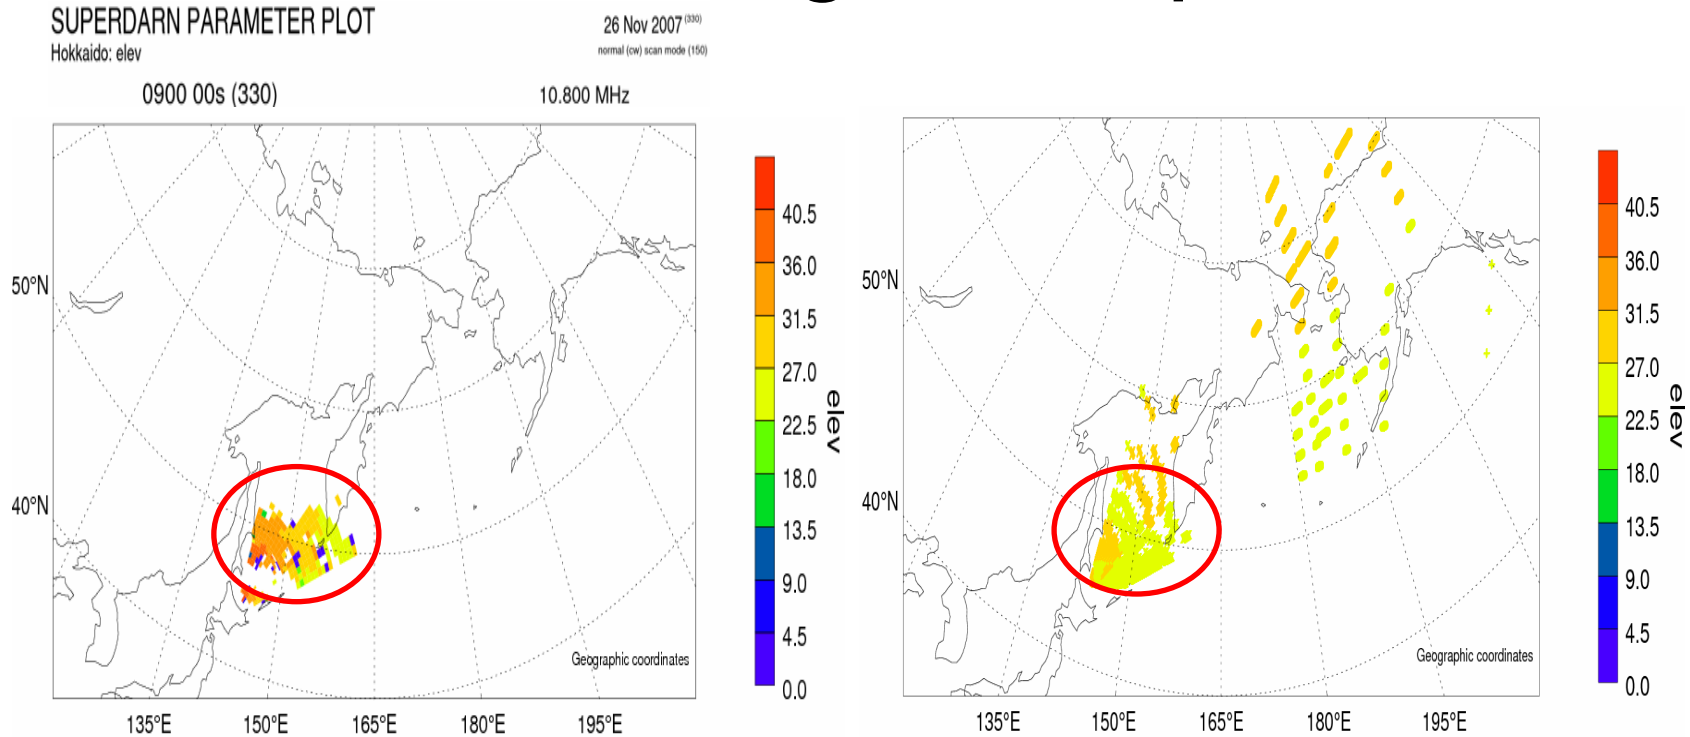 SUPERDARN PARAMETER PLOT
26 Nov 2007 (330)
Hokkaido: elev
normal (cw) scan mode (150)
0900 00s (330)
10.800 MHz
50°N
40°N
135°E 150°E 165°E 180°E 195°E
Geographic coordinates
40.5
36.0
31.5
27.0
22.5
18.0
13.5
9.0
4.5
0.0
elev
50°N
40°N
135°E 150°E 165°E 180°E 195°E
Geographic coordinates
40.5
36.0
31.5
27.0
22.5
18.0
13.5
9.0
4.5
0.0
elev